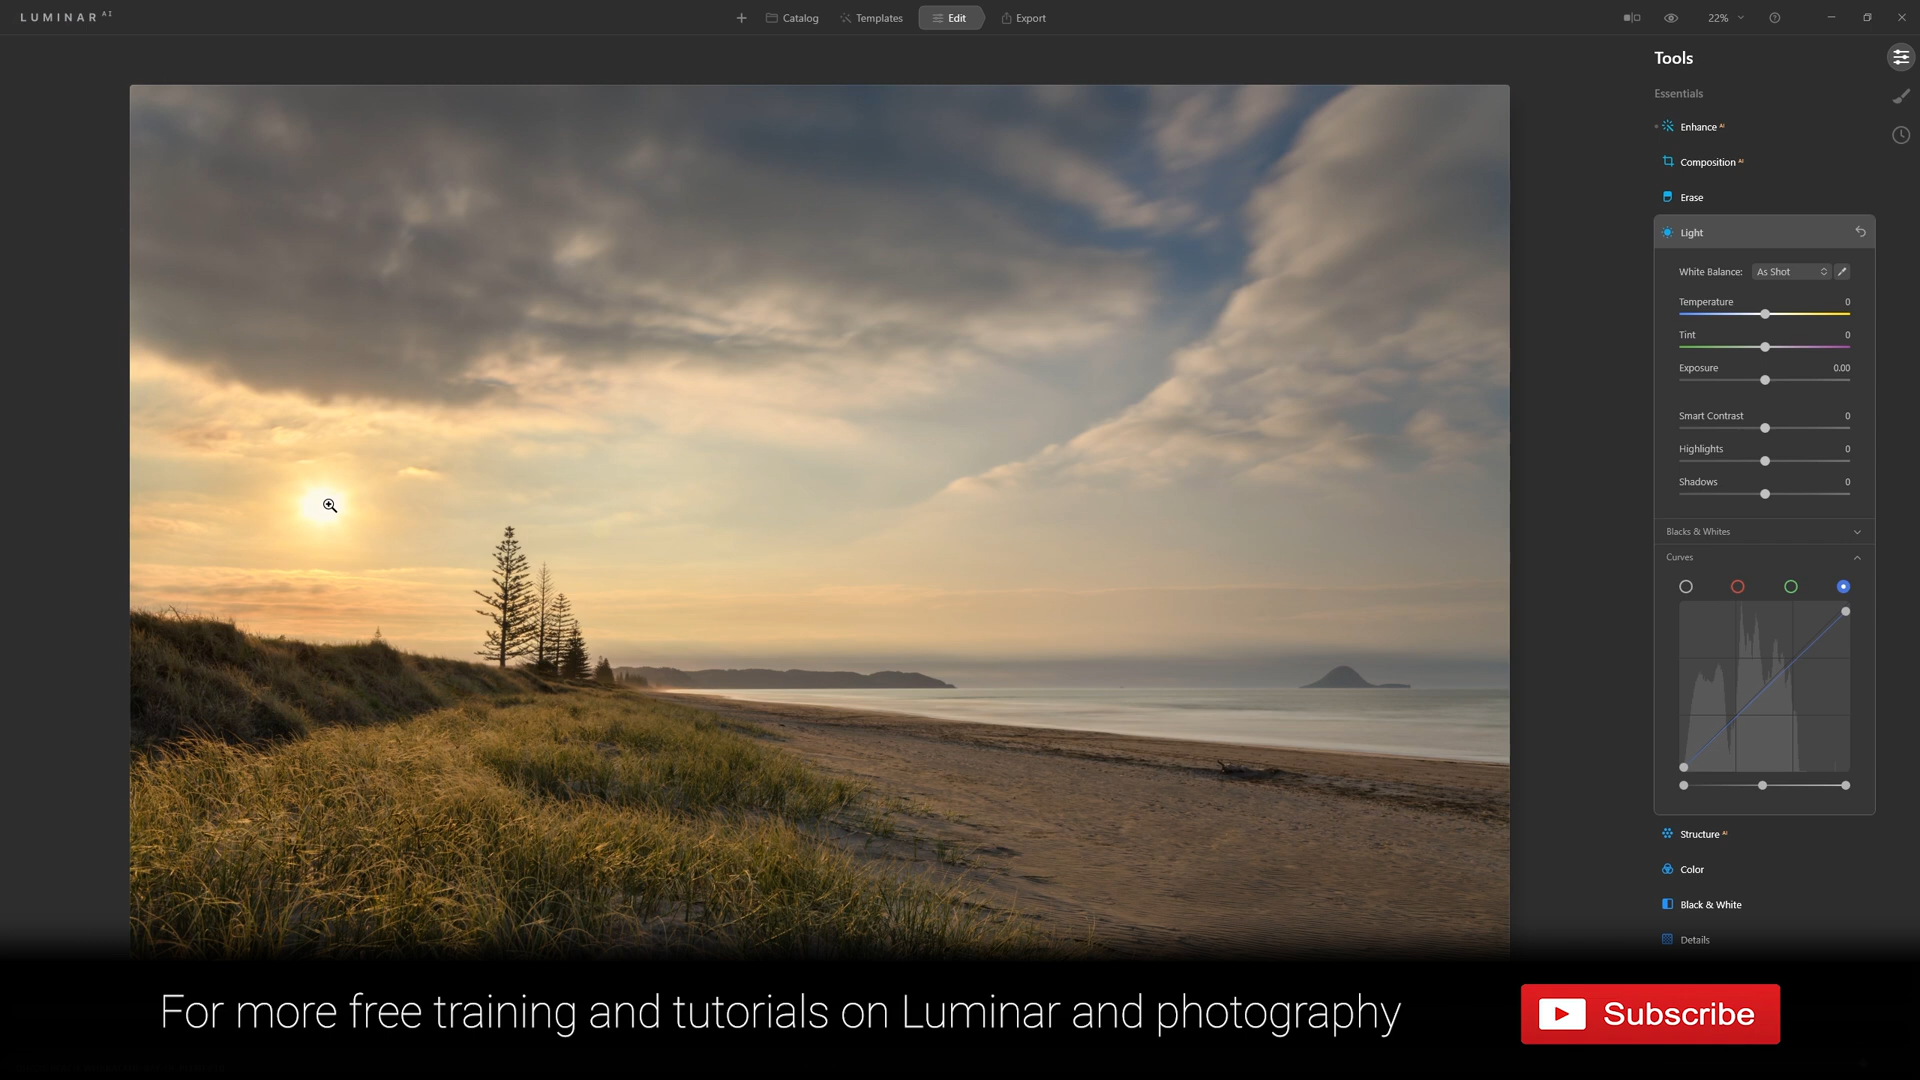 LUMINAR AI
Catalog
Templates
Edit
Export
22%
Tools
Essentials
Enhance AI
Composition AI
Erase
Light
White Balance: As Shot
Temperature 0
Tint 0
Exposure 0.00
Smart Contrast 0
Highlights 0
Shadows 0
Blacks & Whites
Curves
Structure AI
Color
Black & White
Details
For more free training and tutorials on Luminar and photography
Subscribe